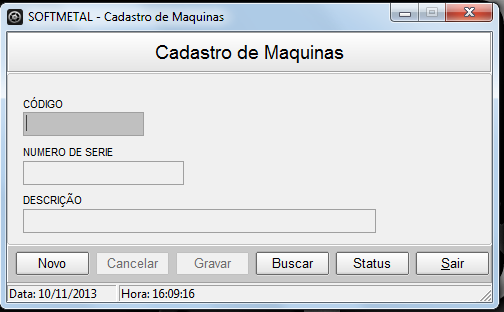 SOFTMETAL - Cadastro de Maquinas
Cadastro de Maquinas
CÓDIGO
NUMERO DE SERIE
DESCRIÇÃO
Novo Cancelar Gravar Buscar Status Sair
Data: 10/11/2013 Hora: 16:09:16